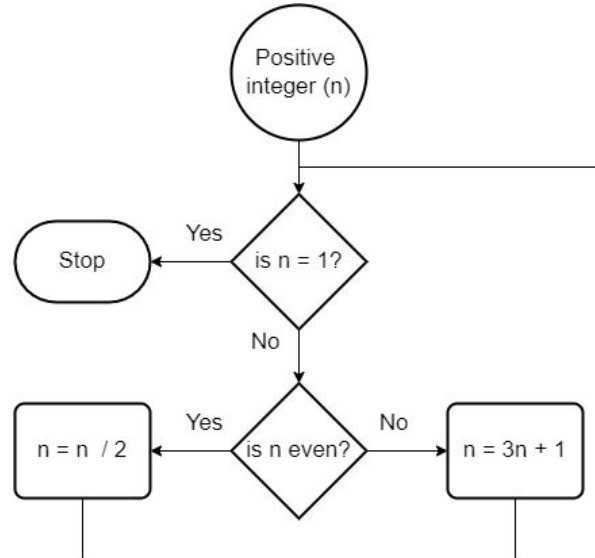 Positive
integer (n)
Yes
Stop
is n = 1?
No
Yes
No
n = n / 2
is n even?
n = 3n + 1